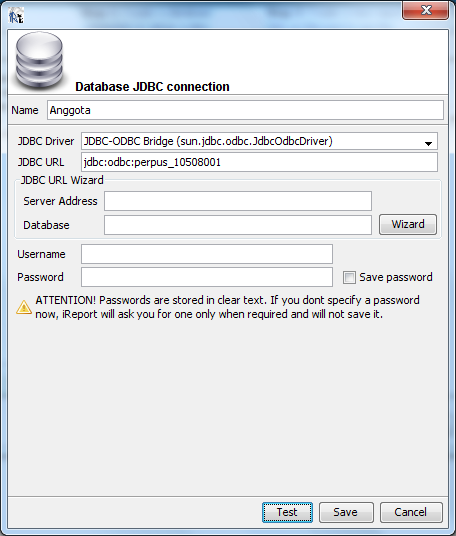 Database JDBC connection
Name Anggota
JDBC Driver JDBC-ODBC Bridge (sun.jdbc.odbc.JdbcOdbcDriver)
JDBC URL jdbc:odbc:perpus_10508001
JDBC URL Wizard
Server Address
Database Wizard
Username
Password Save password
ATTENTION! Passwords are stored in clear text. If you dont specify a password
now, iReport will ask you for one only when required and will not save it.
Test Save Cancel